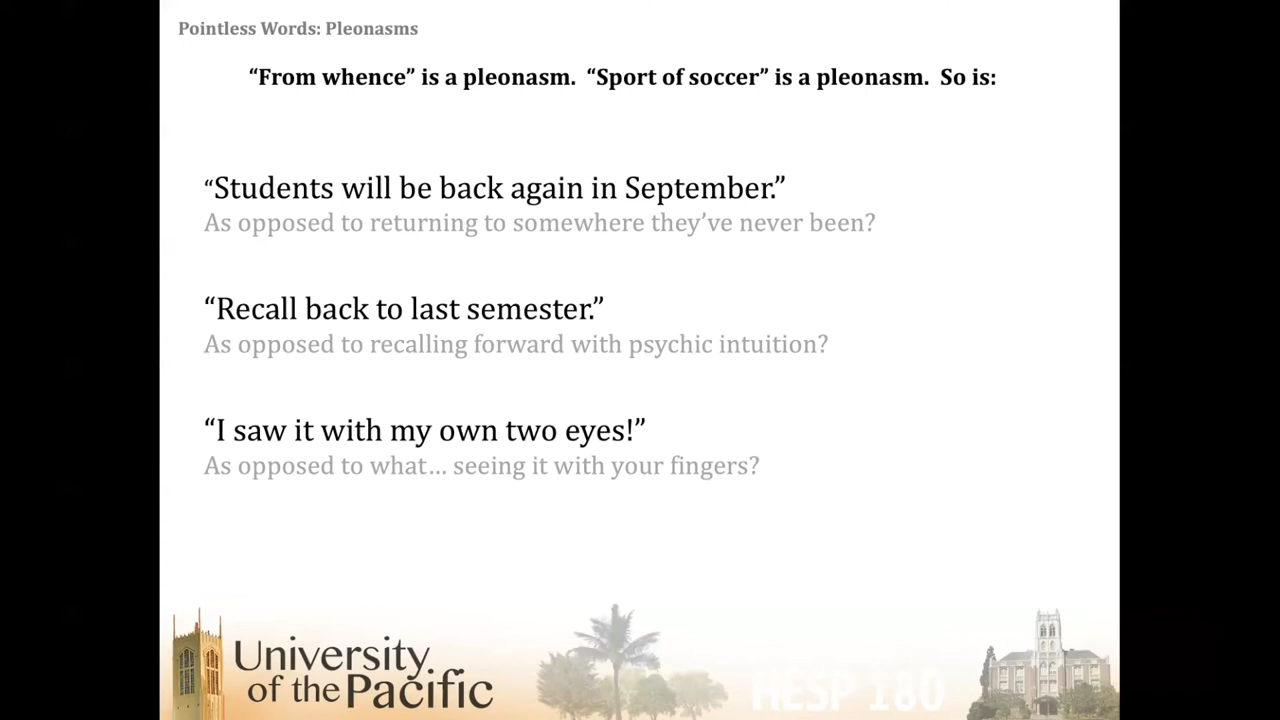 Pointless Words: Pleonasms
“From whence” is a pleonasm.  “Sport of soccer” is a pleonasm.  So is:
“Students will be back again in September.”
As opposed to returning to somewhere they’ve never been?
“Recall back to last semester.”
As opposed to recalling forward with psychic intuition?
“I saw it with my own two eyes!”
As opposed to what… seeing it with your fingers?
University
of the Pacific
HESP 180